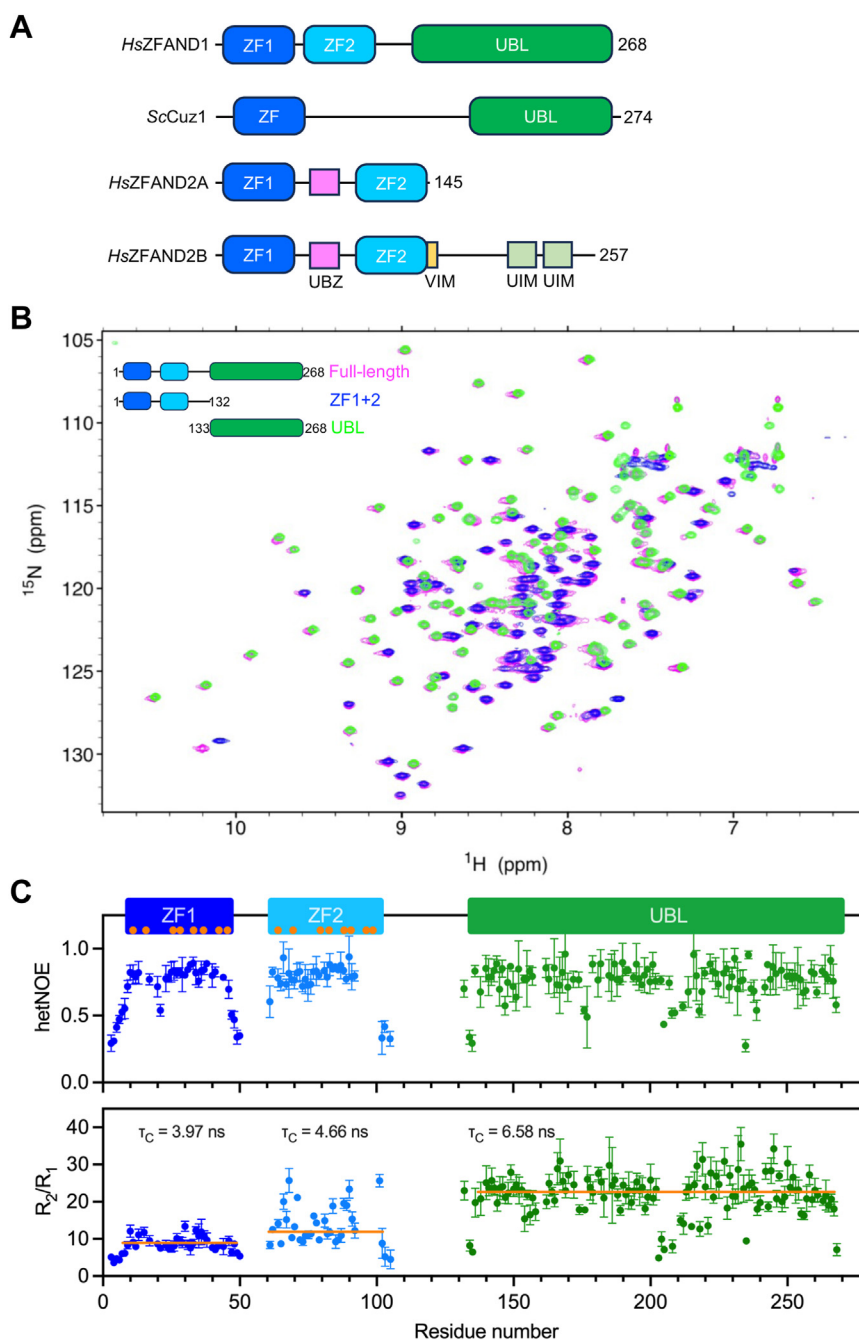 A
HsZFAND1 ZF1 ZF2 UBL 268
ScCuz1 ZF UBL 274
HsZFAND2A ZF1 ZF2 145
HsZFAND2B ZF1 ZF2 257
UBZ VIM UIM UIM
B
105
110
115
120
125
130
¹⁵N (ppm)
1 268 Full-length
1 132 ZF1+2
133 268 UBL
10 9 8 7
¹H (ppm)
C
ZF1 ZF2 UBL
1.0
0.5
0.0
hetNOE
40
30
20
10
0
R₂/R₁
τC = 3.97 ns τC = 4.66 ns τC = 6.58 ns
0 50 100 150 200 250
Residue number